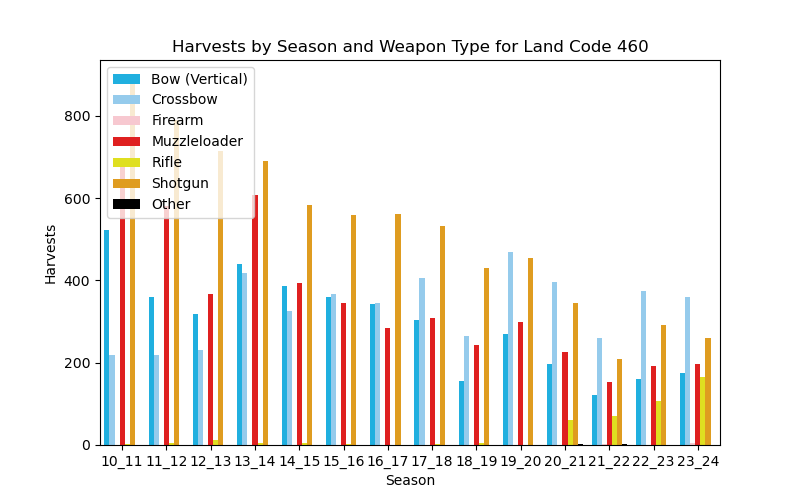 Harvests by Season and Weapon Type for Land Code 460
Bow (Vertical)
Crossbow
Firearm
Muzzleloader
Rifle
Shotgun
Other
800
600
400
200
0
Harvests
10_11 11_12 12_13 13_14 14_15 15_16 16_17 17_18 18_19 19_20 20_21 21_22 22_23 23_24
Season